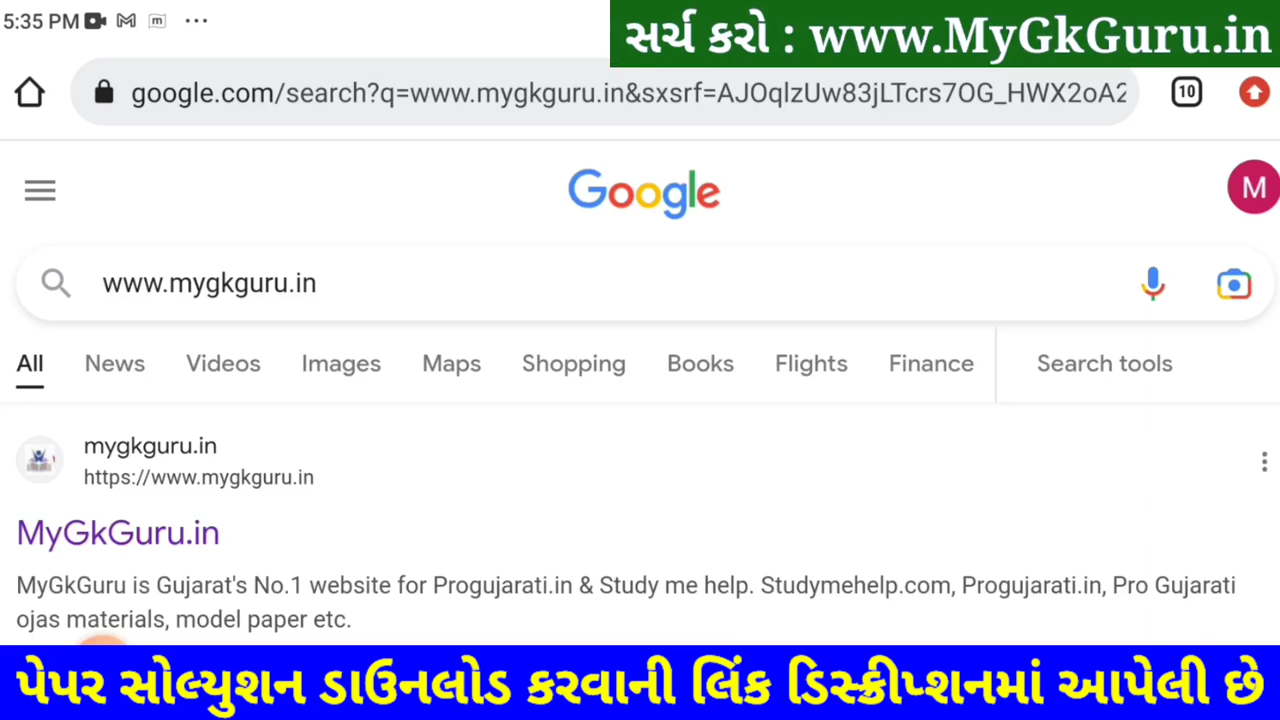 5:35 PM
સર્ચ કરો : www.MyGkGuru.in
google.com/search?q=www.mygkguru.in&sxsrf=AJOqlzUw83jLTcrs7OG_HWX2oA2
10
Google
M
www.mygkguru.in
All News Videos Images Maps Shopping Books Flights Finance Search tools
mygkguru.in
https://www.mygkguru.in
MyGkGuru.in
MyGkGuru is Gujarat's No.1 website for Progujarati.in & Study me help. Studymehelp.com, Progujarati.in, Pro Gujarati
ojas materials, model paper etc.
પેપર સોલ્યુશન ડાઉનલોડ કરવાની લિંક ડિસ્ક્રીપ્શનમાં આપેલી છે